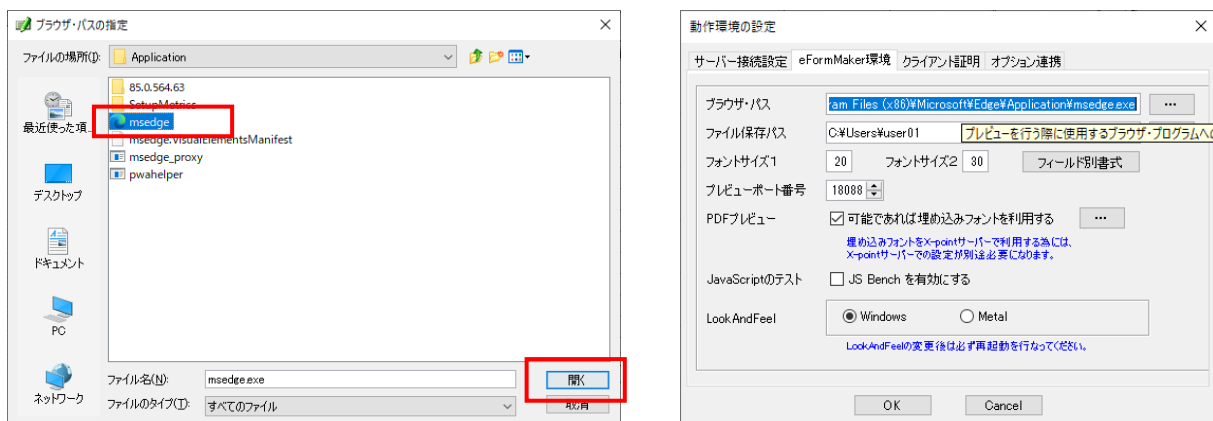 ブラウザ・パスの指定
ファイルの場所(I):
Application
85.0.564.63
SetupMetrics
msedge
msedge.VisualElementsManifest
msedge_proxy
pwahelper
最近使った項...
デスクトップ
ドキュメント
PC
ネットワーク
ファイル名(N):
msedge.exe
開く
ファイルのタイプ(T):
すべてのファイル
取消
動作環境の設定
サーバー接続設定 eFormMaker環境 クライアント証明 オプション連携
ブラウザ・パス
ram Files (x86)¥Microsoft¥Edge¥Application¥msedge.exe
...
ファイル保存パス
C:¥Users¥user01
プレビューを行う際に使用するブラウザ・プログラムへの
フォントサイズ1 20 フォントサイズ2 30 フィールド別書式
プレビューポート番号 18088
PDFプレビュー 可能であれば埋め込みフォントを利用する ...
埋め込みフォントをX-pointサーバーで利用する為には、
X-pointサーバーでの設定が別途必要になります。
JavaScriptのテスト JS Bench を有効にする
LookAndFeel Windows Metal
LookAndFeelの変更後は必ず再起動を行なってください。
OK Cancel